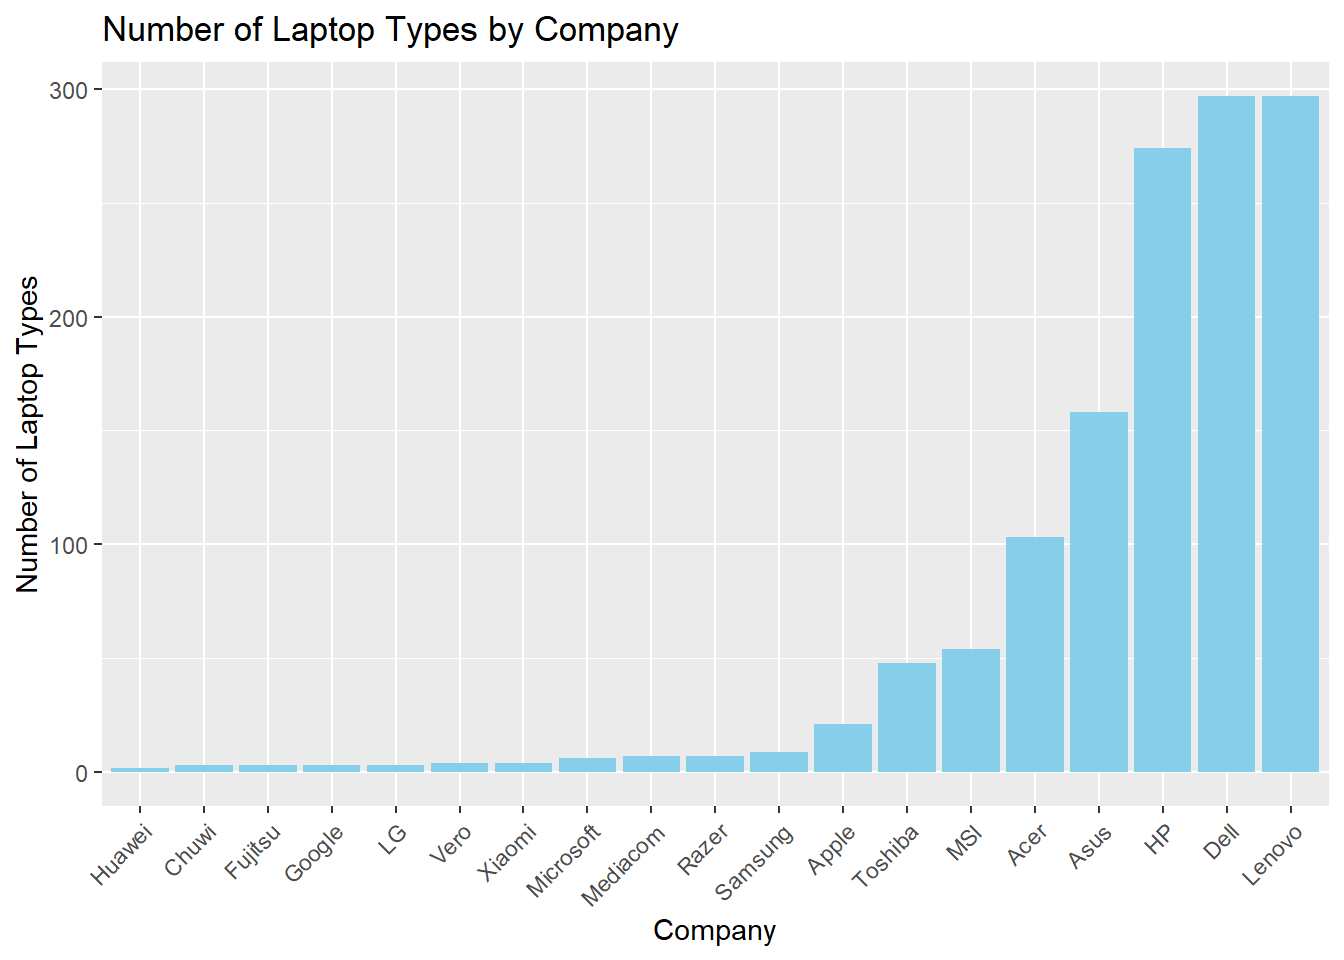 Number of Laptop Types by Company
Number of Laptop Types
300
200
100
0
Huawei
Chuwi
Fujitsu
Google
LG
Vero
Xiaomi
Microsoft
Mediacom
Razer
Samsung
Apple
Toshiba
MSI
Acer
Asus
HP
Dell
Lenovo
Company